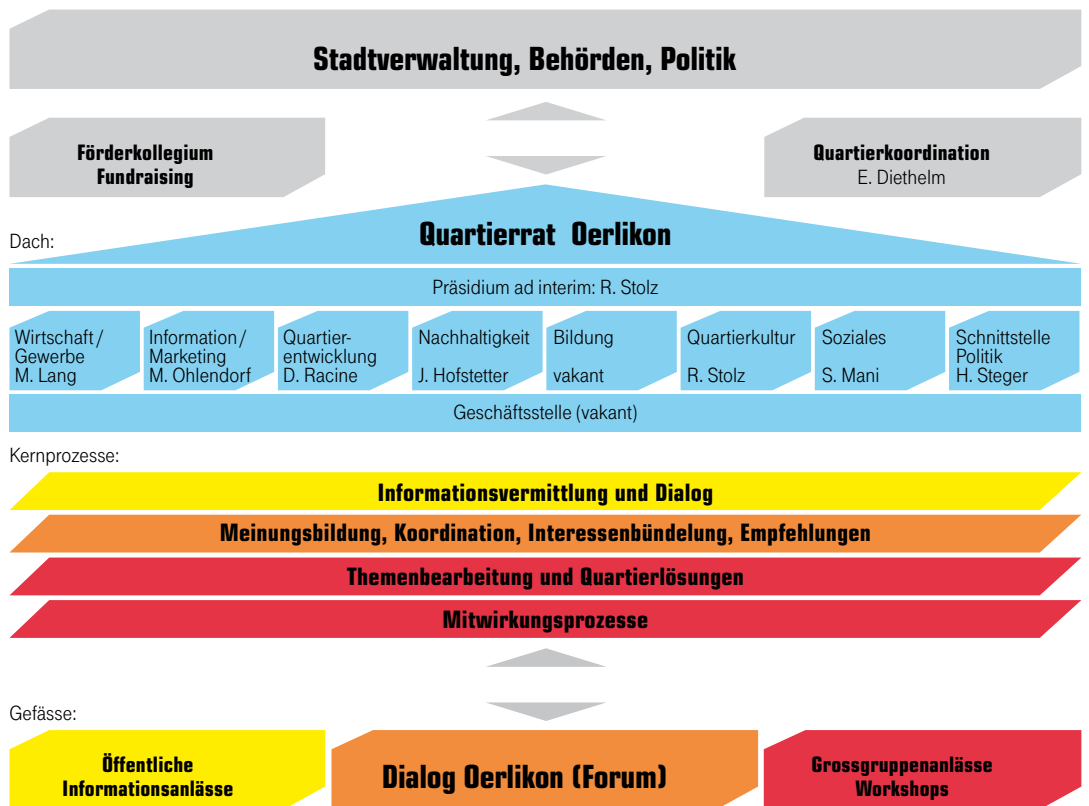 Stadtverwaltung, Behörden, Politik
Förderkollegium
Fundraising
Quartierkoordination
E. Diethelm
Dach:
Quartierrat Oerlikon
Präsidium ad interim: R. Stolz
Wirtschaft/
Gewerbe
M. Lang
Information/
Marketing
M. Ohlendorf
Quartier-
entwicklung
D. Racine
Nachhaltigkeit
J. Hofstetter
Bildung
vakant
Quartierkultur
R. Stolz
Soziales
S. Mani
Schnittstelle
Politik
H. Steger
Geschäftsstelle (vakant)
Kernprozesse:
Informationsvermittlung und Dialog
Meinungsbildung, Koordination, Interessenbündelung, Empfehlungen
Themenbearbeitung und Quartierlösungen
Mitwirkungsprozesse
Gefässe:
Öffentliche
Informationsanlässe
Dialog Oerlikon (Forum)
Grossgruppenanlässe
Workshops